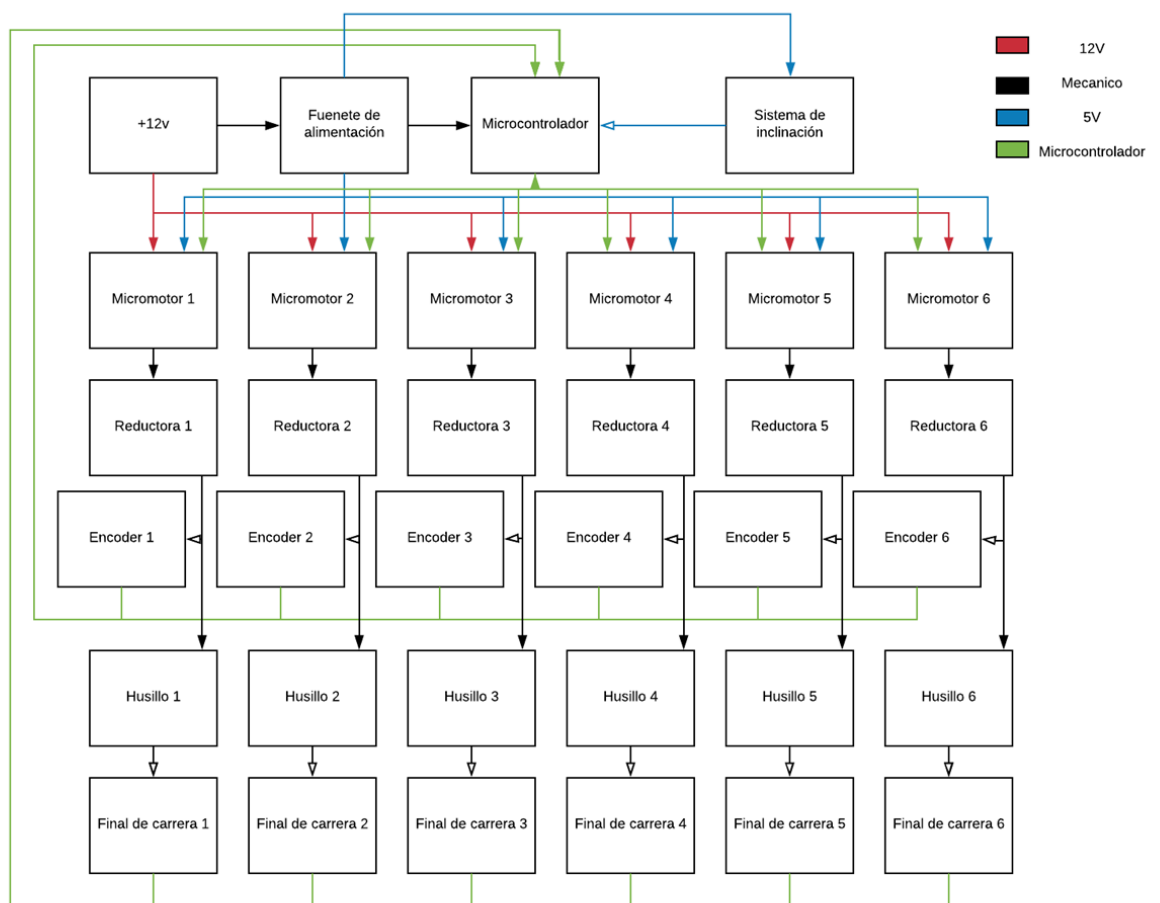 12V
Mecanico
5V
Microcontrolador
+12v
Fuenete de
alimentación
Microcontrolador
Sistema de
inclinación
Micromotor 1
Micromotor 2
Micromotor 3
Micromotor 4
Micromotor 5
Micromotor 6
Reductora 1
Reductora 2
Reductora 3
Reductora 4
Reductora 5
Reductora 6
Encoder 1
Encoder 2
Encoder 3
Encoder 4
Encoder 5
Encoder 6
Husillo 1
Husillo 2
Husillo 3
Husillo 4
Husillo 5
Husillo 6
Final de carrera 1
Final de carrera 2
Final de carrera 3
Final de carrera 4
Final de carrera 5
Final de carrera 6